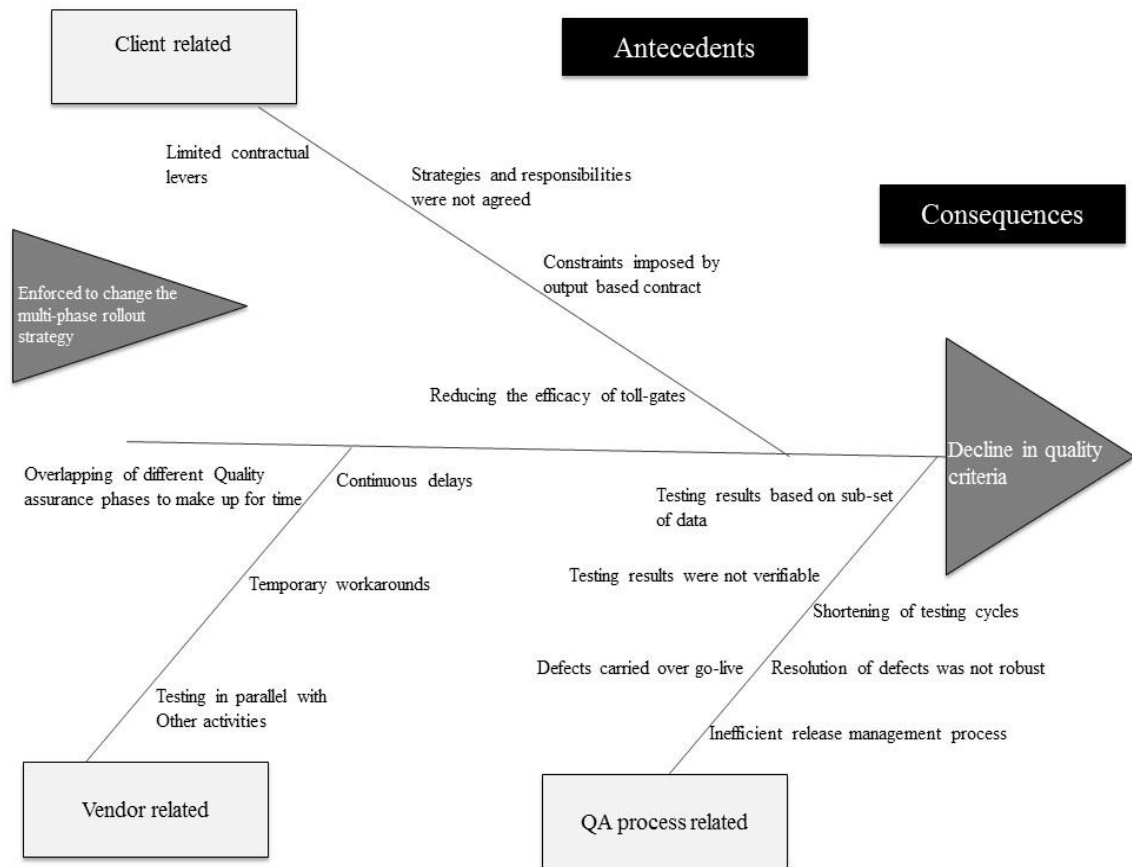 Client related
Antecedents
Limited contractual
levers
Strategies and responsibilities
were not agreed
Consequences
Constraints imposed by
output based contract
Enforced to change the
multi-phase rollout
strategy
Reducing the efficacy of toll-gates
Decline in quality
criteria
Overlapping of different Quality
assurance phases to make up for time
Continuous delays
Testing results based on sub-set
of data
Temporary workarounds
Testing results were not verifiable
Shortening of testing cycles
Defects carried over go-live
Resolution of defects was not robust
Testing in parallel with
Other activities
Inefficient release management process
Vendor related
QA process related